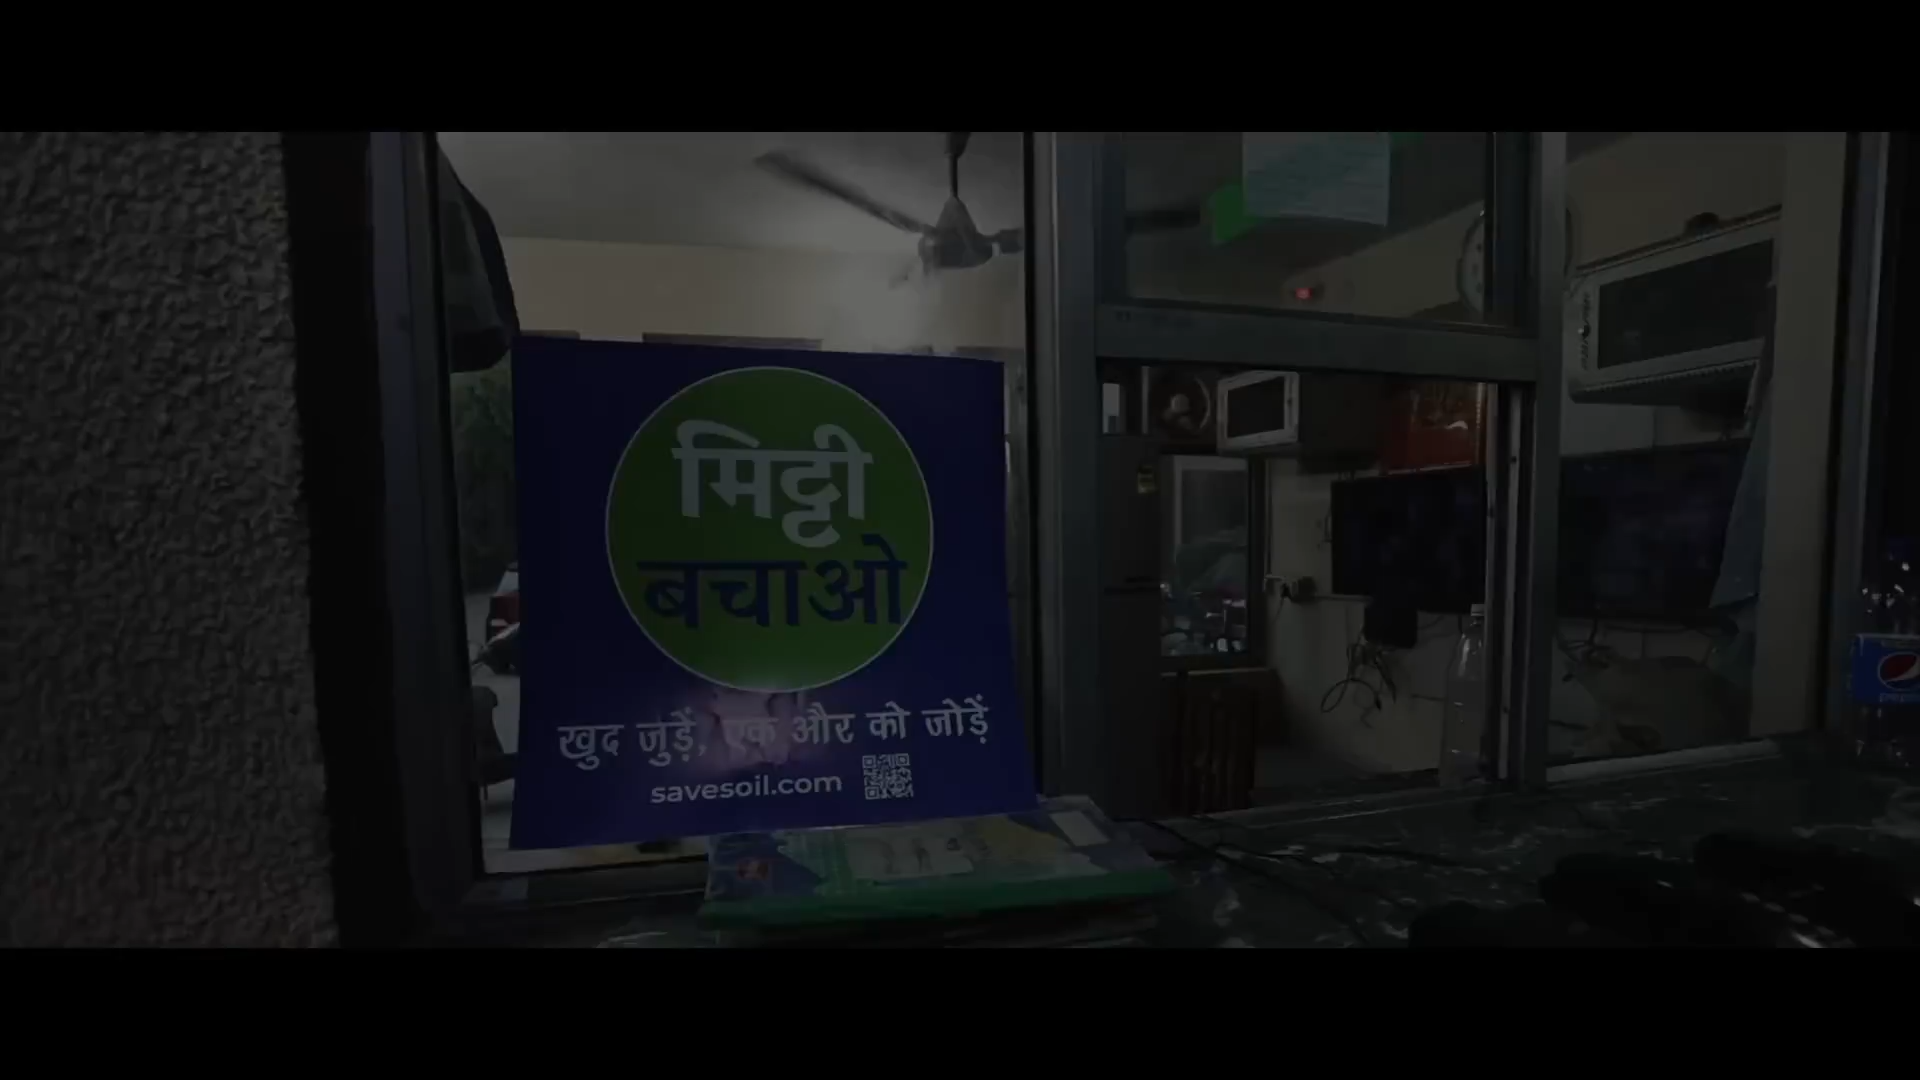 मिट्टी
बचाओ
खुद जुड़ें, एक और को जोड़ें
savesoil.com